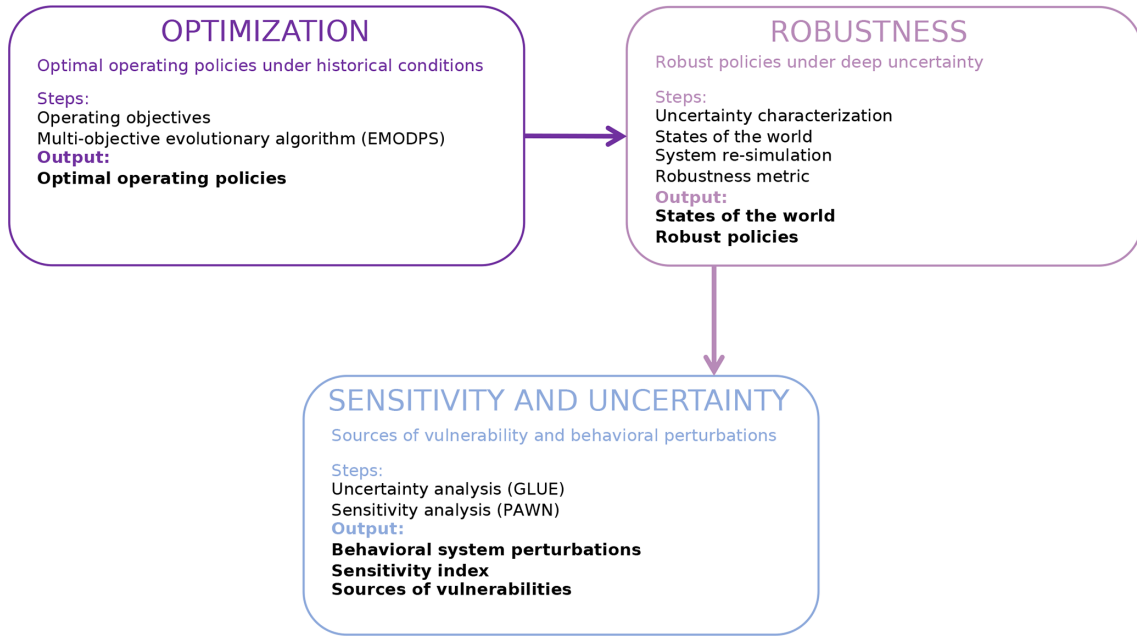 OPTIMIZATION
Optimal operating policies under historical conditions
Steps:
Operating objectives
Multi-objective evolutionary algorithm (EMODPS)
Output:
Optimal operating policies
ROBUSTNESS
Robust policies under deep uncertainty
Steps:
Uncertainty characterization
States of the world
System re-simulation
Robustness metric
Output:
States of the world
Robust policies
SENSITIVITY AND UNCERTAINTY
Sources of vulnerability and behavioral perturbations
Steps:
Uncertainty analysis (GLUE)
Sensitivity analysis (PAWN)
Output:
Behavioral system perturbations
Sensitivity index
Sources of vulnerabilities